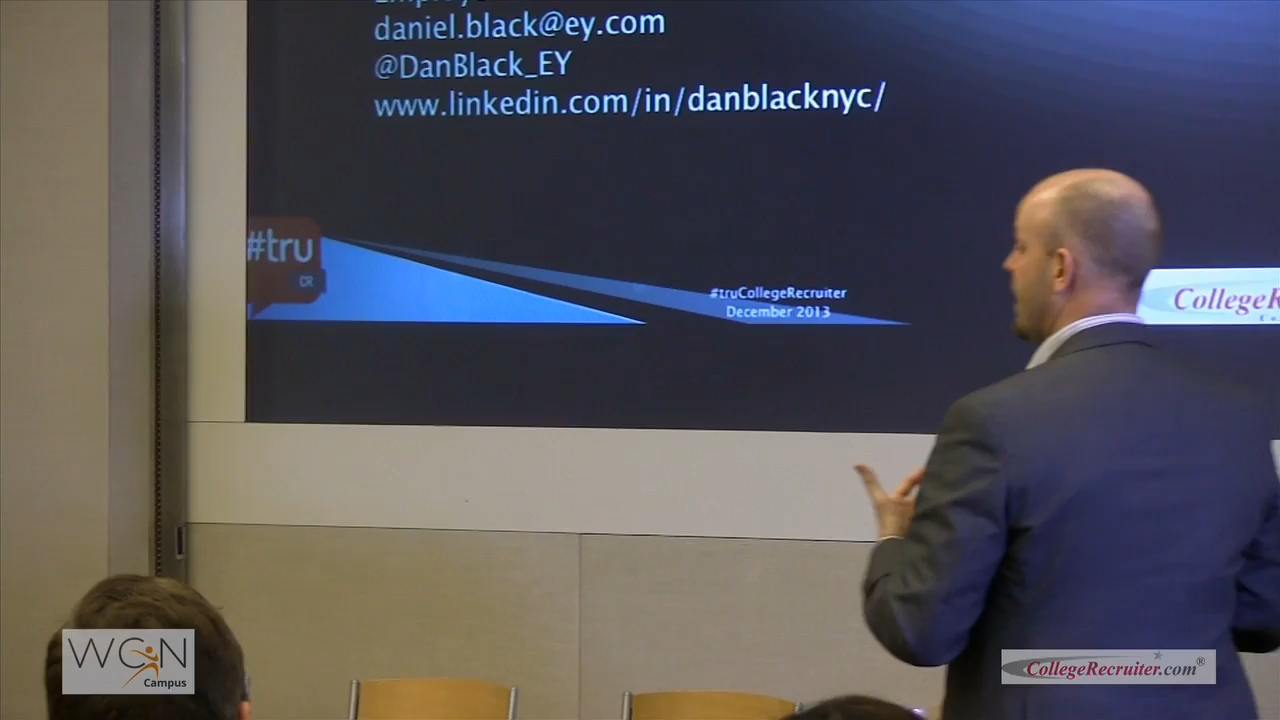 daniel.black@ey.com
@DanBlack_EY
www.linkedin.com/in/danblacknyc/
#tru
CR
#truCollegeRecruiter
December 2013
WCN
Campus
CollegeRecruiter.com®